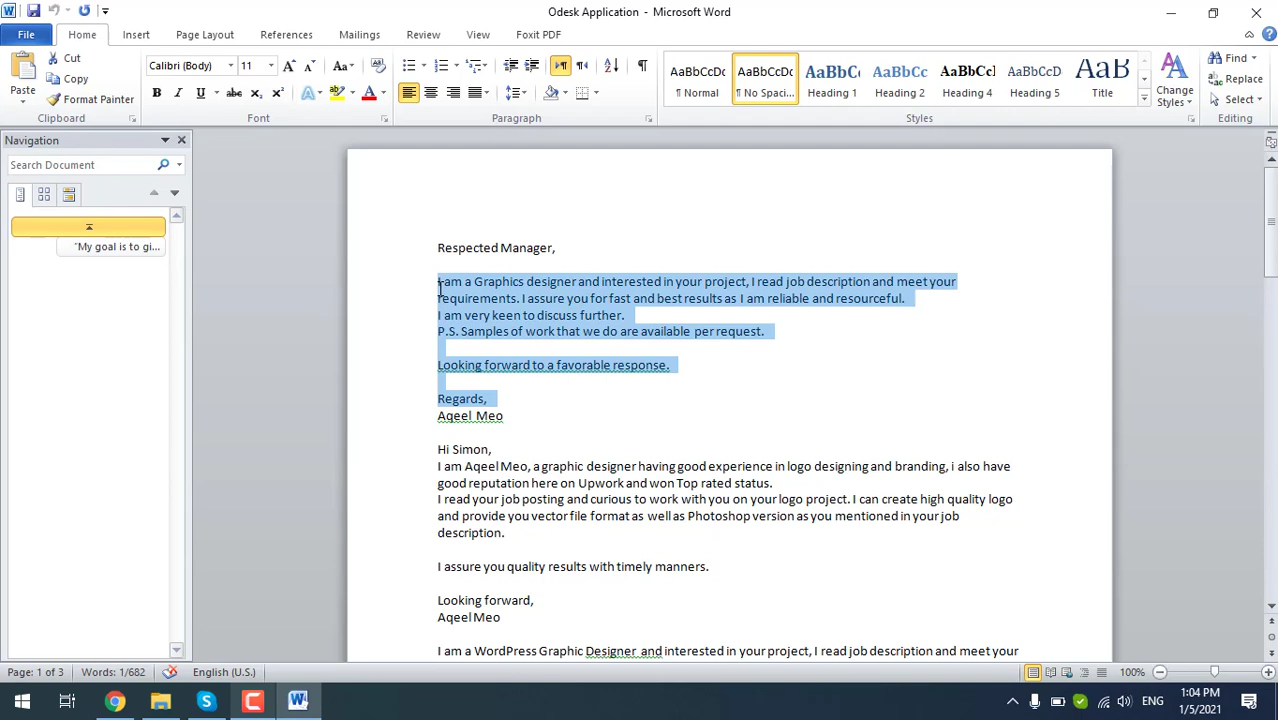 Odesk Application - Microsoft Word
File Home Insert Page Layout References Mailings Review View Foxit PDF
Paste
Cut
Copy
Format Painter
Clipboard
Calibri (Body) 11
Font
Paragraph
AaBbCcDc ¶ Normal
AaBbCcDc ¶ No Spaci...
AaBbCc Heading 1
AaBbCc Heading 2
AaBbCcI Heading 4
AaBbCcDc Heading 5
AaB Title
Change Styles
Styles
Find
Replace
Select
Editing
Navigation
Search Document
"My goal is to gi...
Respected Manager,
I am a Graphics designer and interested in your project, I read job description and meet your
requirements. I assure you for fast and best results as I am reliable and resourceful.
I am very keen to discuss further.
P.S. Samples of work that we do are available per request.
Looking forward to a favorable response.
Regards,
Aqeel Meo
Hi Simon,
I am Aqeel Meo, a graphic designer having good experience in logo designing and branding, i also have
good reputation here on Upwork and won Top rated status.
I read your job posting and curious to work with you on your logo project. I can create high quality logo
and provide you vector file format as well as Photoshop version as you mentioned in your job
description.
I assure you quality results with timely manners.
Looking forward,
Aqeel Meo
I am a WordPress Graphic Designer and interested in your project, I read job description and meet your
Page: 1 of 3 Words: 1/682 English (U.S.) 100%
ENG
1:04 PM
1/5/2021